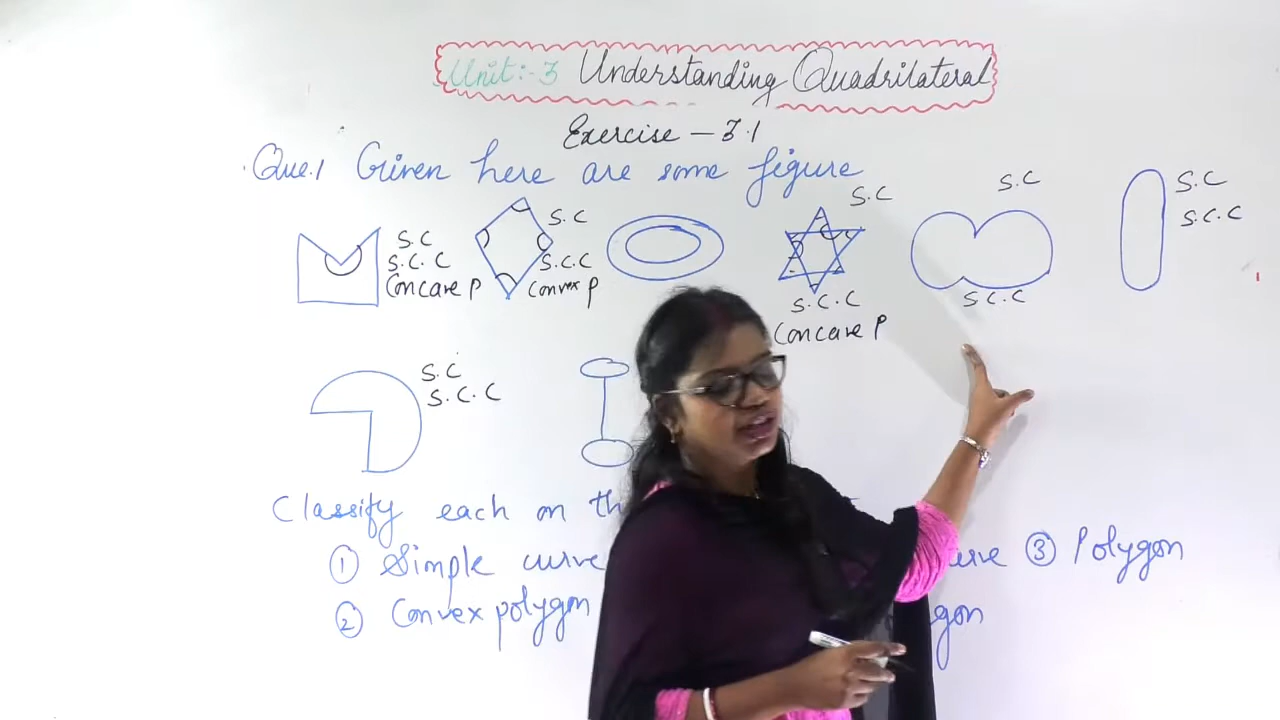 Unit:-3 Understanding Quadrilateral
Exercise - 3.1
Que.1 Given here are some figure
S.C
S.C.C
Concave P
S.C
S.C.C
Convex P
S.C
S.C.C
Concave P
S.C
S.C.C
S.C
S.C.C
S.C
S.C.C
Classify each on
① Simple curve ③ Polygon
② Convex polygon